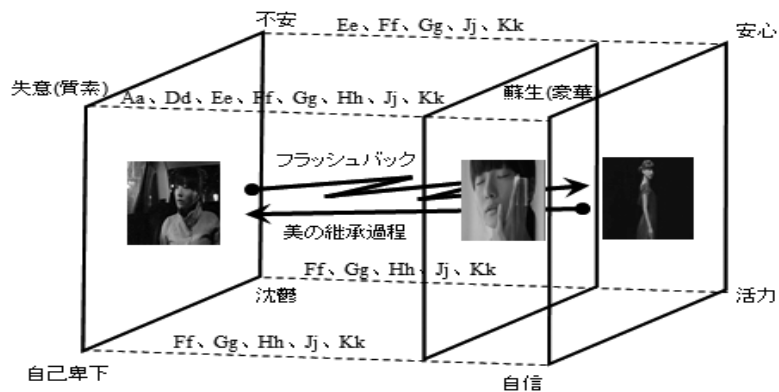 不安
Ee、Ff、Gg、Jj、Kk
安心
失意(質素)
Aa、Dd、Ee、Ff、Gg、Hh、Jj、Kk
蘇生(豪華)
フラッシュバック
美の継承過程
Ff、Gg、Hh、Jj、Kk
沈鬱
活力
Ff、Gg、Hh、Jj、Kk
自己卑下
自信